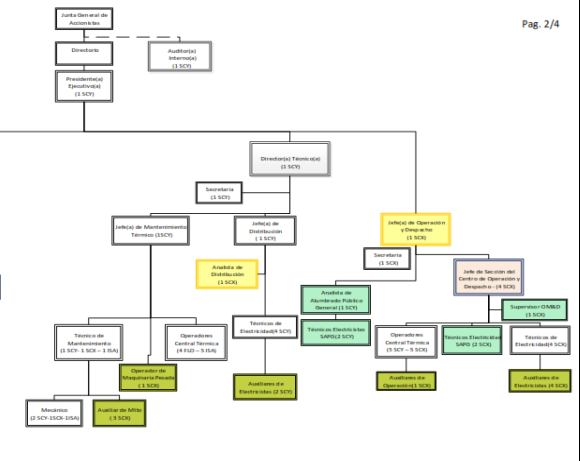 Pag. 2/4
Junta General de
Accionistas
Directorio
Auditor(a)
Interno(a)
(1 SCY)
Presidente(a)
Ejecutivo(a)
(1 SCY)
Director(a) Técnico(a)
(1 SCY)
Secretaria
(1 SCY)
Jefe(a) de Mantenimiento
Térmico (1SCY)
Jefe(a) de
Distribución
( 1 SCY)
Jefe(a) de Operación
y Despacho
(1 SCX)
Secretaria
(1 SCX)
Analista de
Distribución
(1 SCX)
Jefe de Sección del
Centro de Operación y
Despacho - (4 SCX)
Analista de
Alumbrado Público
General (1 SCY)
Supervisor OM&D
(1 SCX)
Técnico de
Mantenimiento
(1 SCY- 1 SCX – 1 ISA)
Operadores
Central Térmica
(4 FLO – 5 ISA)
Técnicos de
Electricidad(4 SCY)
Técnicos Electricistas
SAPG(2 SCY)
Operadores
Central Térmica
(5 SCY – 5 SCX)
Técnicos Electricistas
SAPG (2 SCX)
Técnicos de
Electricidad(4 SCX)
Operador de
Maquinaria Pesada
( 1 SCX)
Auxiliares de
Electricistas (2 SCY)
Auxiliares de
Operación(1 SCX)
Auxiliares de
Electricistas (4 SCX)
Mecánico
(2 SCY-1SCX-1ISA)
Auxiliar de Mtto
( 3 SCX)